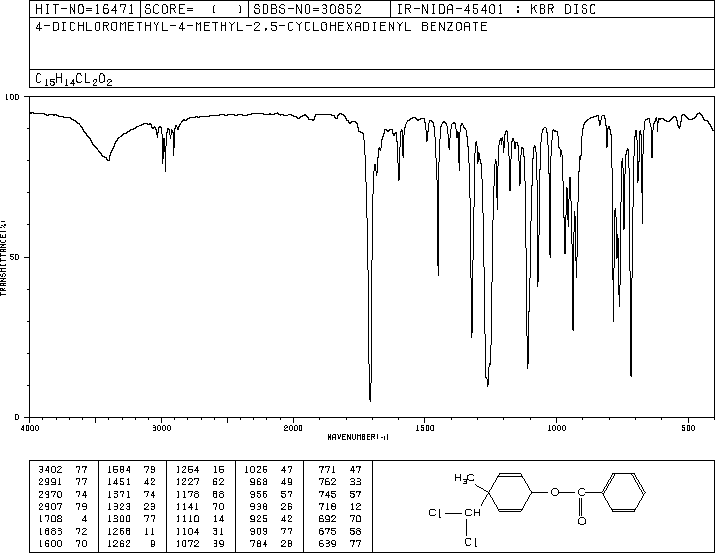 HIT-NO=16471 SCORE= ( ) SDBS-NO=30852 IR-NIDA-45401 : KBR DISC
4-DICHLOROMETHYL-4-METHYL-2,5-CYCLOHEXADIENYL BENZOATE
C15H14CL2O2
100
50
0
TRANSMITTANCE(%)
4000 3000 2000 1500 1000 500
WAVENUMBER(-1)
3402 77 1584 79 1254 16 1026 47 771 47
2991 77 1451 42 1227 62 968 49 762 33
2970 74 1371 74 1178 68 956 57 745 57
2907 79 1323 23 1141 70 938 26 718 12
1708 4 1300 77 1110 14 925 42 692 70
1683 72 1268 11 1104 31 909 77 675 58
1600 70 1262 9 1072 39 784 28 639 77
H3C
O
C
O
Cl
CH
Cl